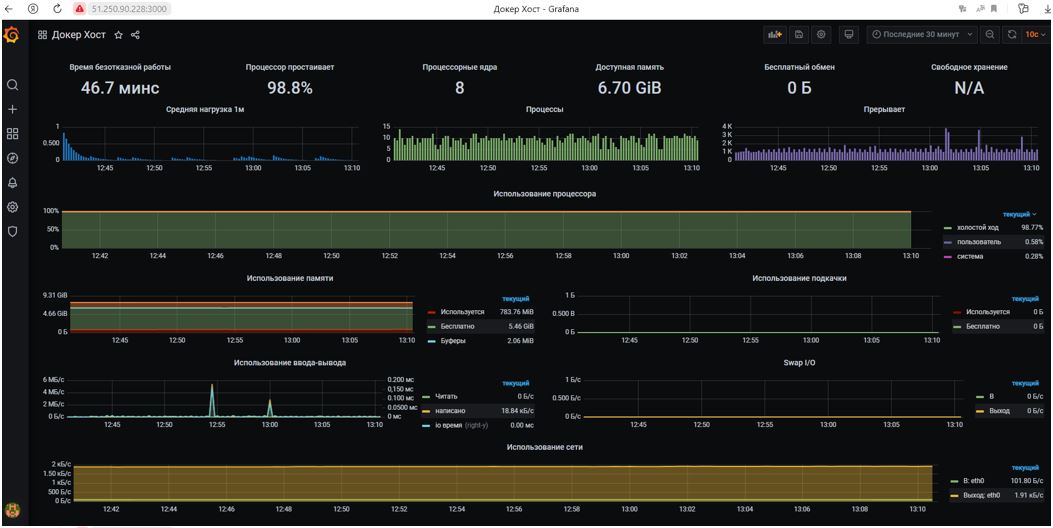 51.250.90.228:3000
Докер Хост - Grafana
Докер Хост
Последние 30 минут
10с
Время безотказной работы
Процессор простаивает
Процессорные ядра
Доступная память
Бесплатный обмен
Свободное хранение
46.7 минс
98.8%
8
6.70 GiB
0 Б
N/A
Средняя нагрузка 1м
Процессы
Прерывает
1
0.500
0
12:45 12:50 12:55 13:00 13:05 13:10
15
10
5
0
12:45 12:50 12:55 13:00 13:05 13:10
4 K
3 K
2 K
1 K
0
12:45 12:50 12:55 13:00 13:05 13:10
Использование процессора
100%
50%
0%
12:42 12:44 12:46 12:48 12:50 12:52 12:54 12:56 12:58 13:00 13:02 13:04 13:06 13:08 13:10
текущий
холостой ход 98.77%
пользователь 0.58%
система 0.28%
Использование памяти
9.31 GiB
4.66 GiB
0 Б
12:45 12:50 12:55 13:00 13:05 13:10
текущий
Используется 783.76 MiB
Бесплатно 5.46 GiB
Буферы 2.06 MiB
Использование подкачки
1 Б
0.500 B
0 Б
12:45 12:50 12:55 13:00 13:05 13:10
текущий
Используется 0 Б
Бесплатно 0 Б
Использование ввода-вывода
6 МБ/с
4 МБ/с
2 МБ/с
0 Б/с
0.200 мс
0,150 мс
0.100 мс
0.0500 мс
0 мс
12:45 12:50 12:55 13:00 13:05 13:10
текущий
Читать 0 Б/с
написано 18.84 кБ/с
io время (right-y) 0.00 мс
Swap I/O
1 Б/с
0.500 Б/с
0 Б/с
12:45 12:50 12:55 13:00 13:05 13:10
текущий
В 0 Б/с
Выход 0 Б/с
Использование сети
2 кБ/с
1.50 кБ/с
1 кБ/с
500 Б/с
0 Б/с
12:42 12:44 12:46 12:48 12:50 12:52 12:54 12:56 12:58 13:00 13:02 13:04 13:06 13:08 13:10
текущий
В: eth0 101.80 Б/с
Выход: eth0 1.91 кБ/с